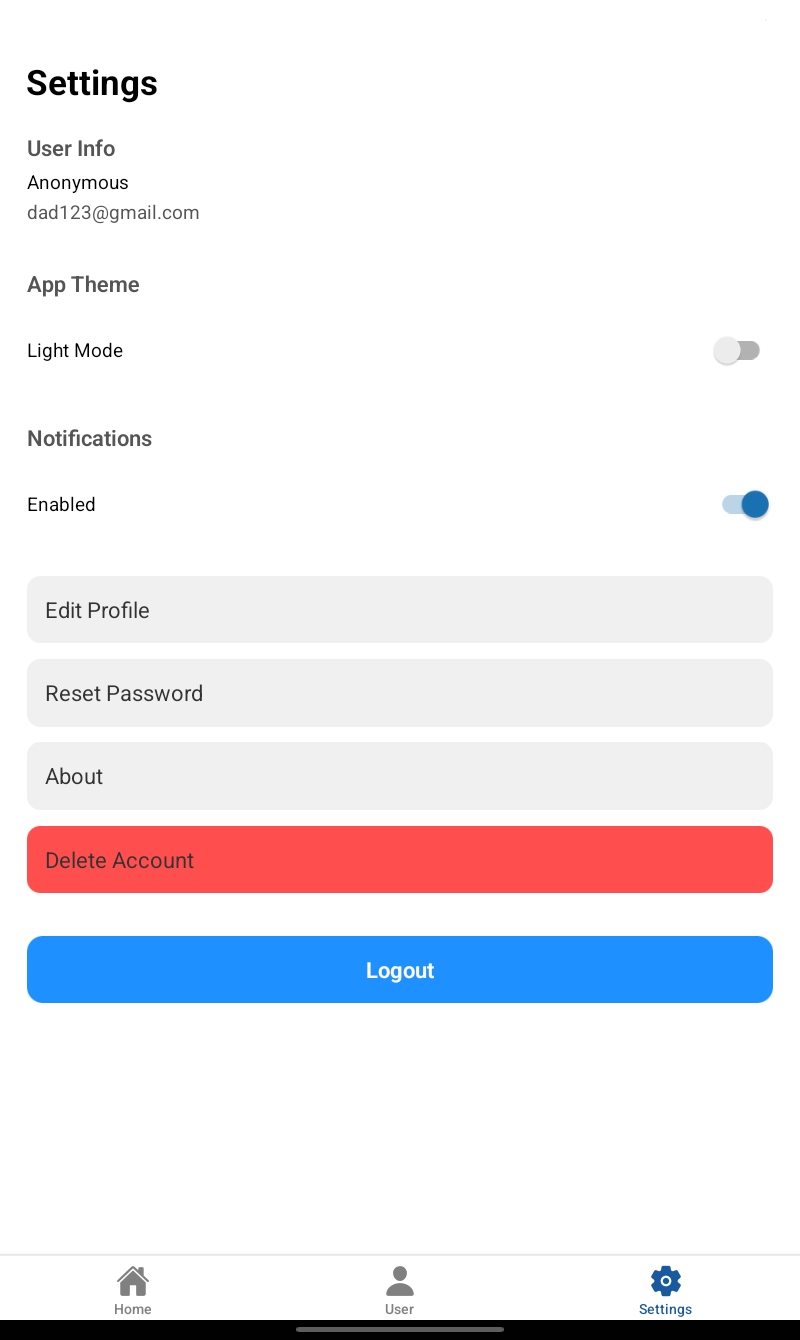 Settings
User Info
Anonymous
dad123@gmail.com
App Theme
Light Mode
Notifications
Enabled
Edit Profile
Reset Password
About
Delete Account
Logout
Home
User
Settings